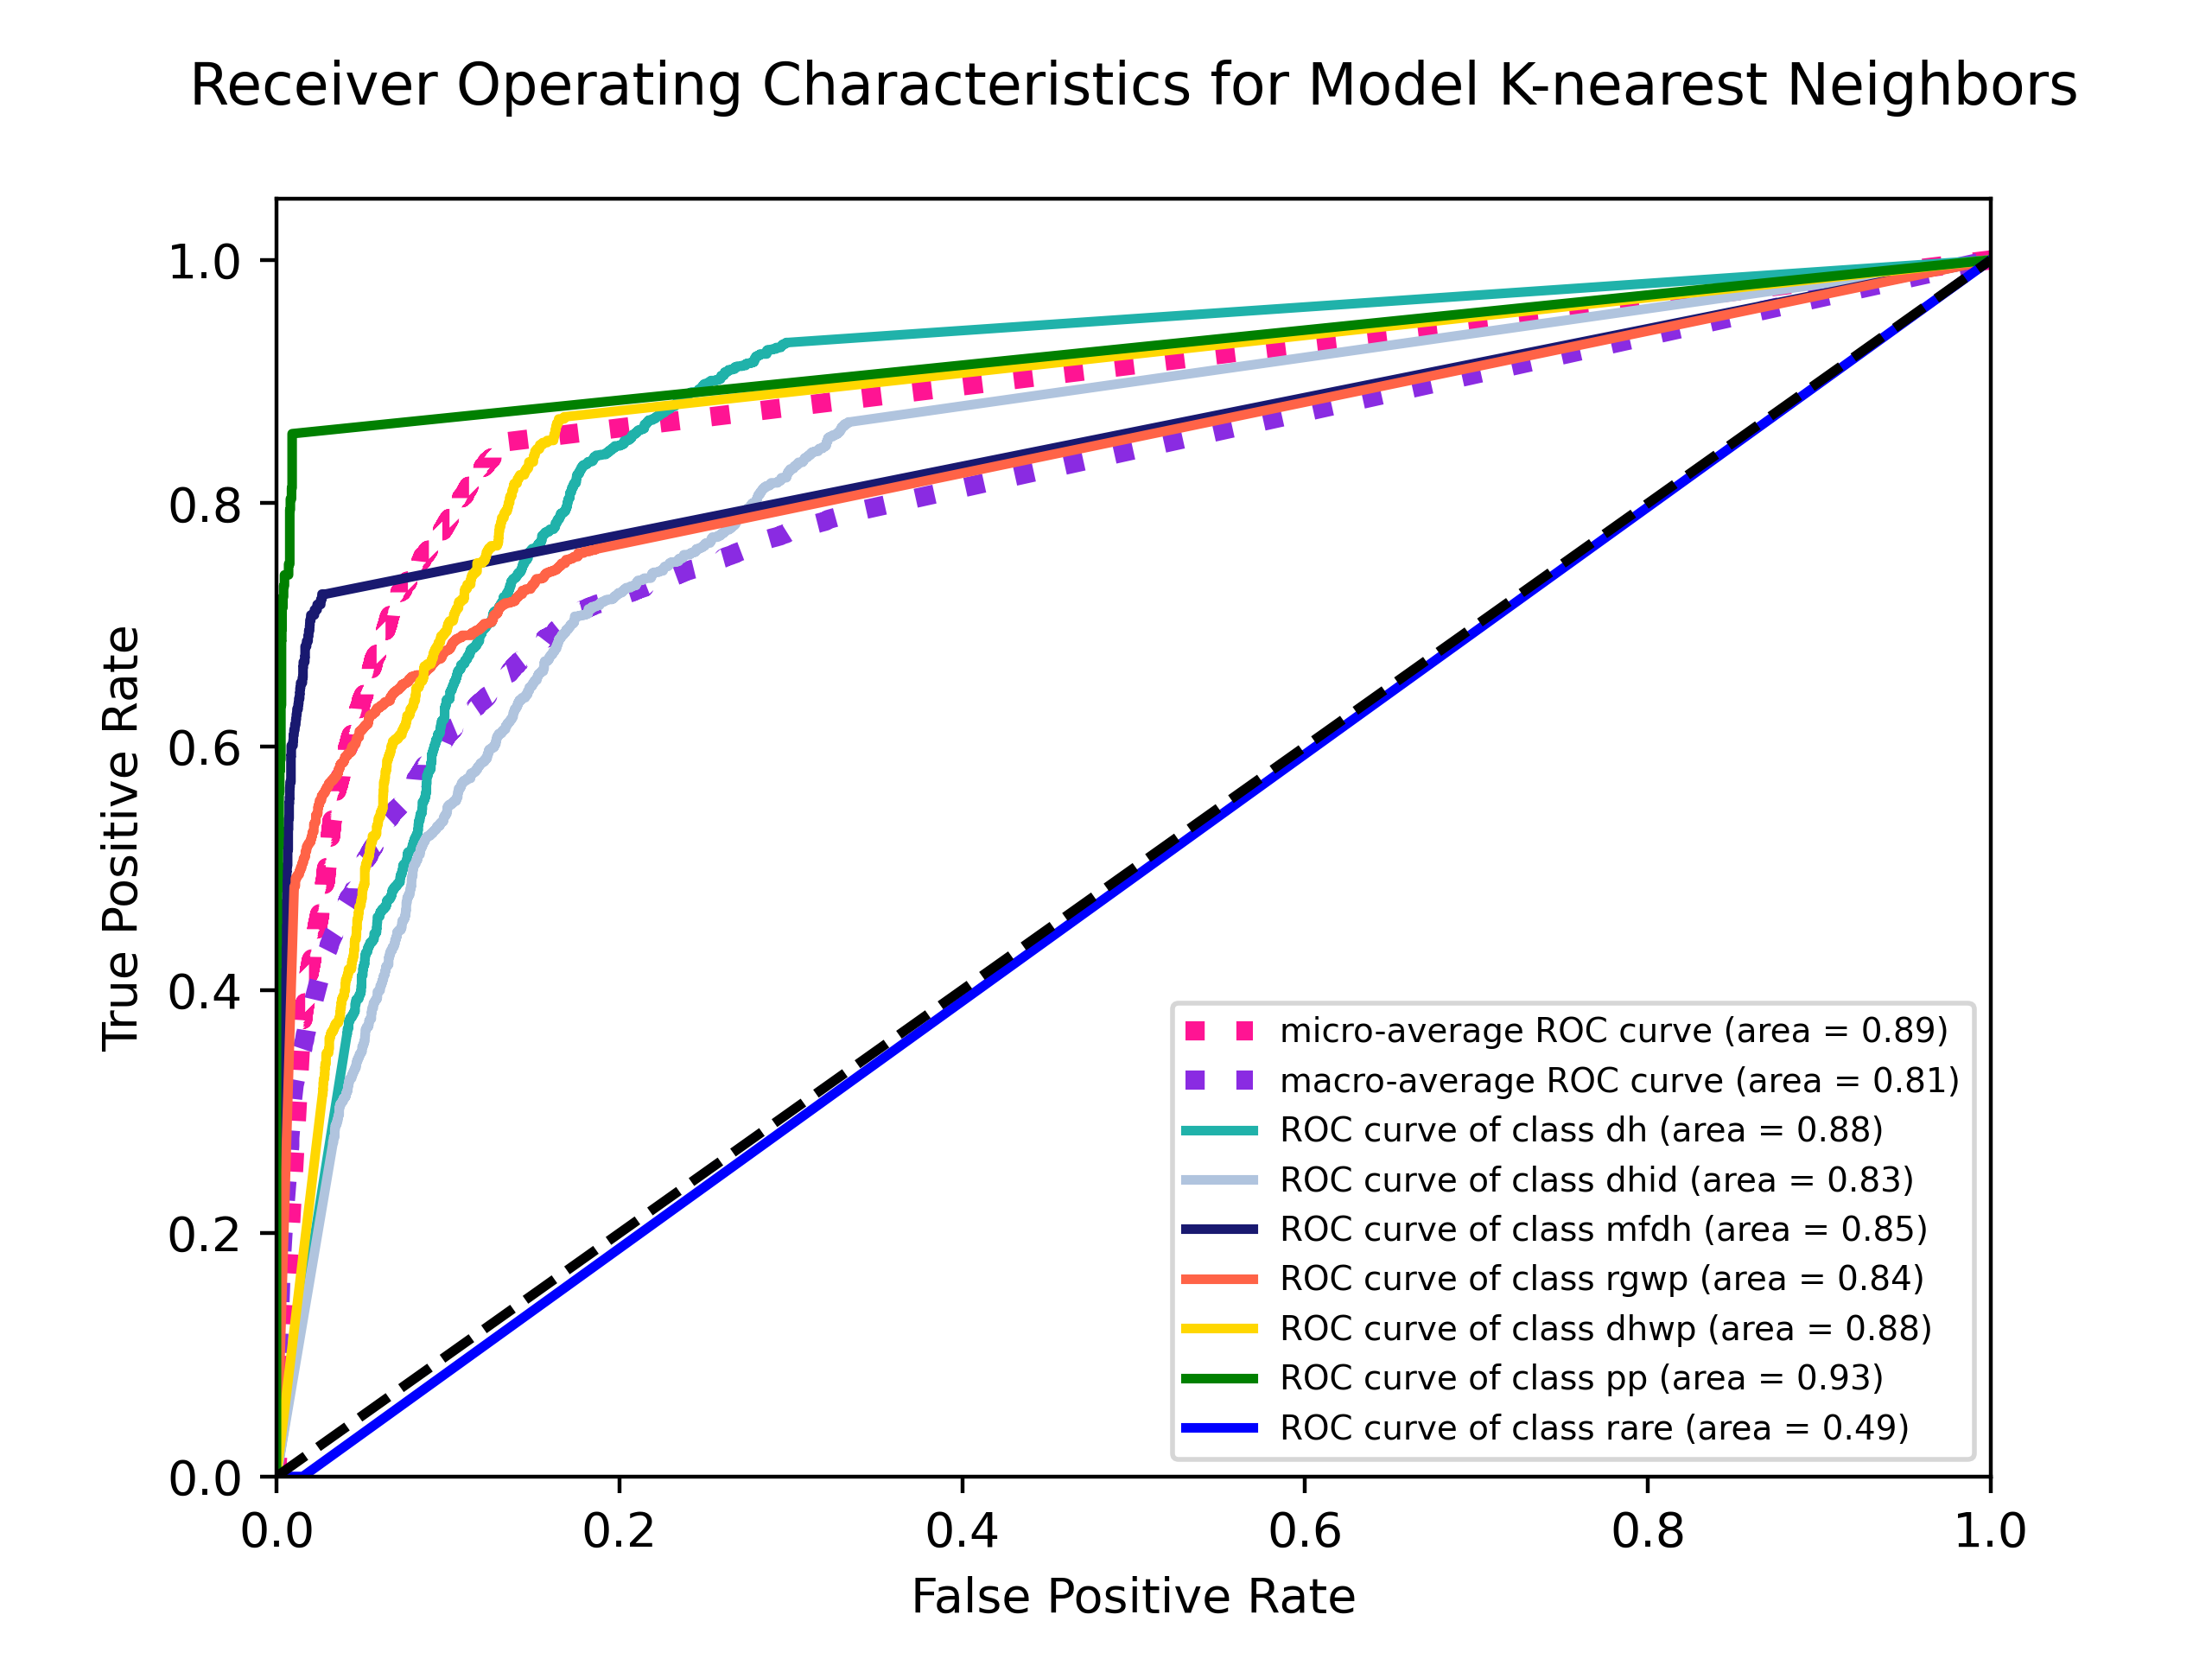 Receiver Operating Characteristics for Model K-nearest Neighbors
True Positive Rate
1.0
0.8
0.6
0.4
0.2
0.0
micro-average ROC curve (area = 0.89)
macro-average ROC curve (area = 0.81)
ROC curve of class dh (area = 0.88)
ROC curve of class dhid (area = 0.83)
ROC curve of class mfdh (area = 0.85)
ROC curve of class rgwp (area = 0.84)
ROC curve of class dhwp (area = 0.88)
ROC curve of class pp (area = 0.93)
ROC curve of class rare (area = 0.49)
0.0 0.2 0.4 0.6 0.8 1.0
False Positive Rate